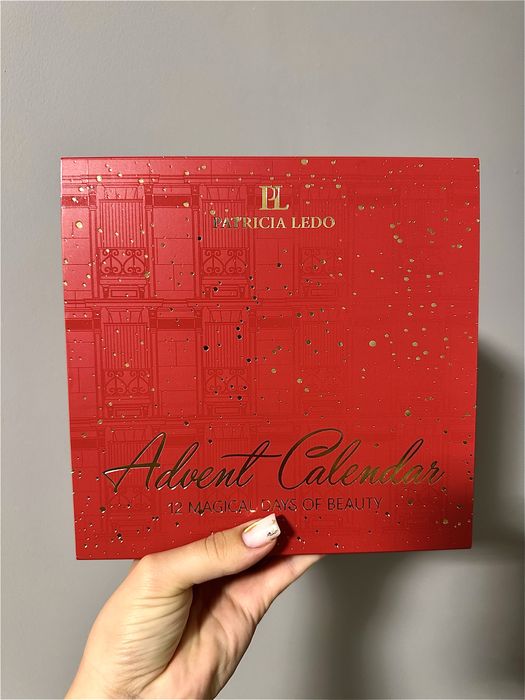 PL
PATRICIA LEDO
Advent Calendar
12 MAGICAL DAYS OF BEAUTY